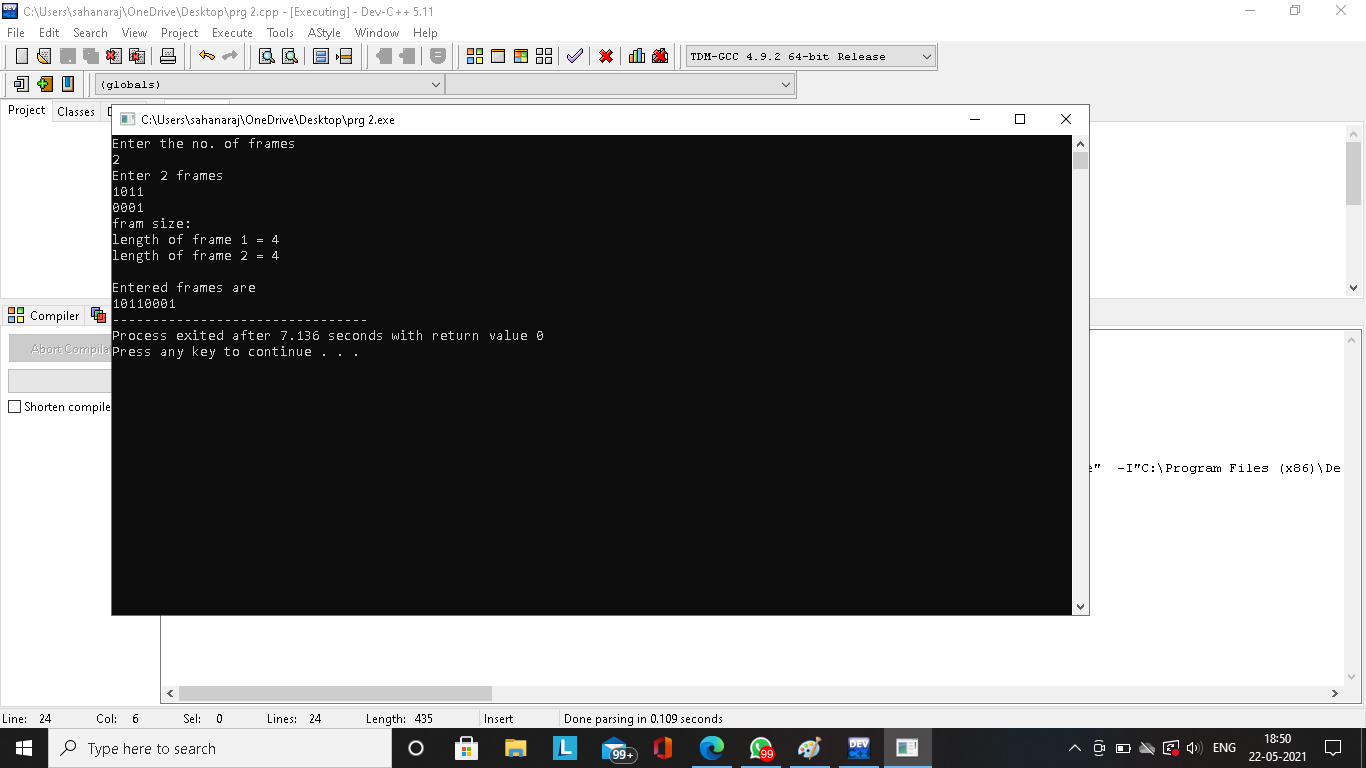 C:\Users\sahanaraj\OneDrive\Desktop\prg 2.cpp - [Executing] - Dev-C++ 5.11
File Edit Search View Project Execute Tools AStyle Window Help
TDM-GCC 4.9.2 64-bit Release
(globals)
Project Classes D
C:\Users\sahanaraj\OneDrive\Desktop\prg 2.exe
Enter the no. of frames
2
Enter 2 frames
1011
0001
fram size:
length of frame 1 = 4
length of frame 2 = 4
Entered frames are
10110001
--------------------------------
Process exited after 7.136 seconds with return value 0
Press any key to continue . . .
Compiler
Abort Compila
Shorten compile
e" -I"C:\Program Files (x86)\De
Line: 24 Col: 6 Sel: 0 Lines: 24 Length: 435 Insert Done parsing in 0.109 seconds
Type here to search
L
99+
99
DEV
ENG
18:50
22-05-2021